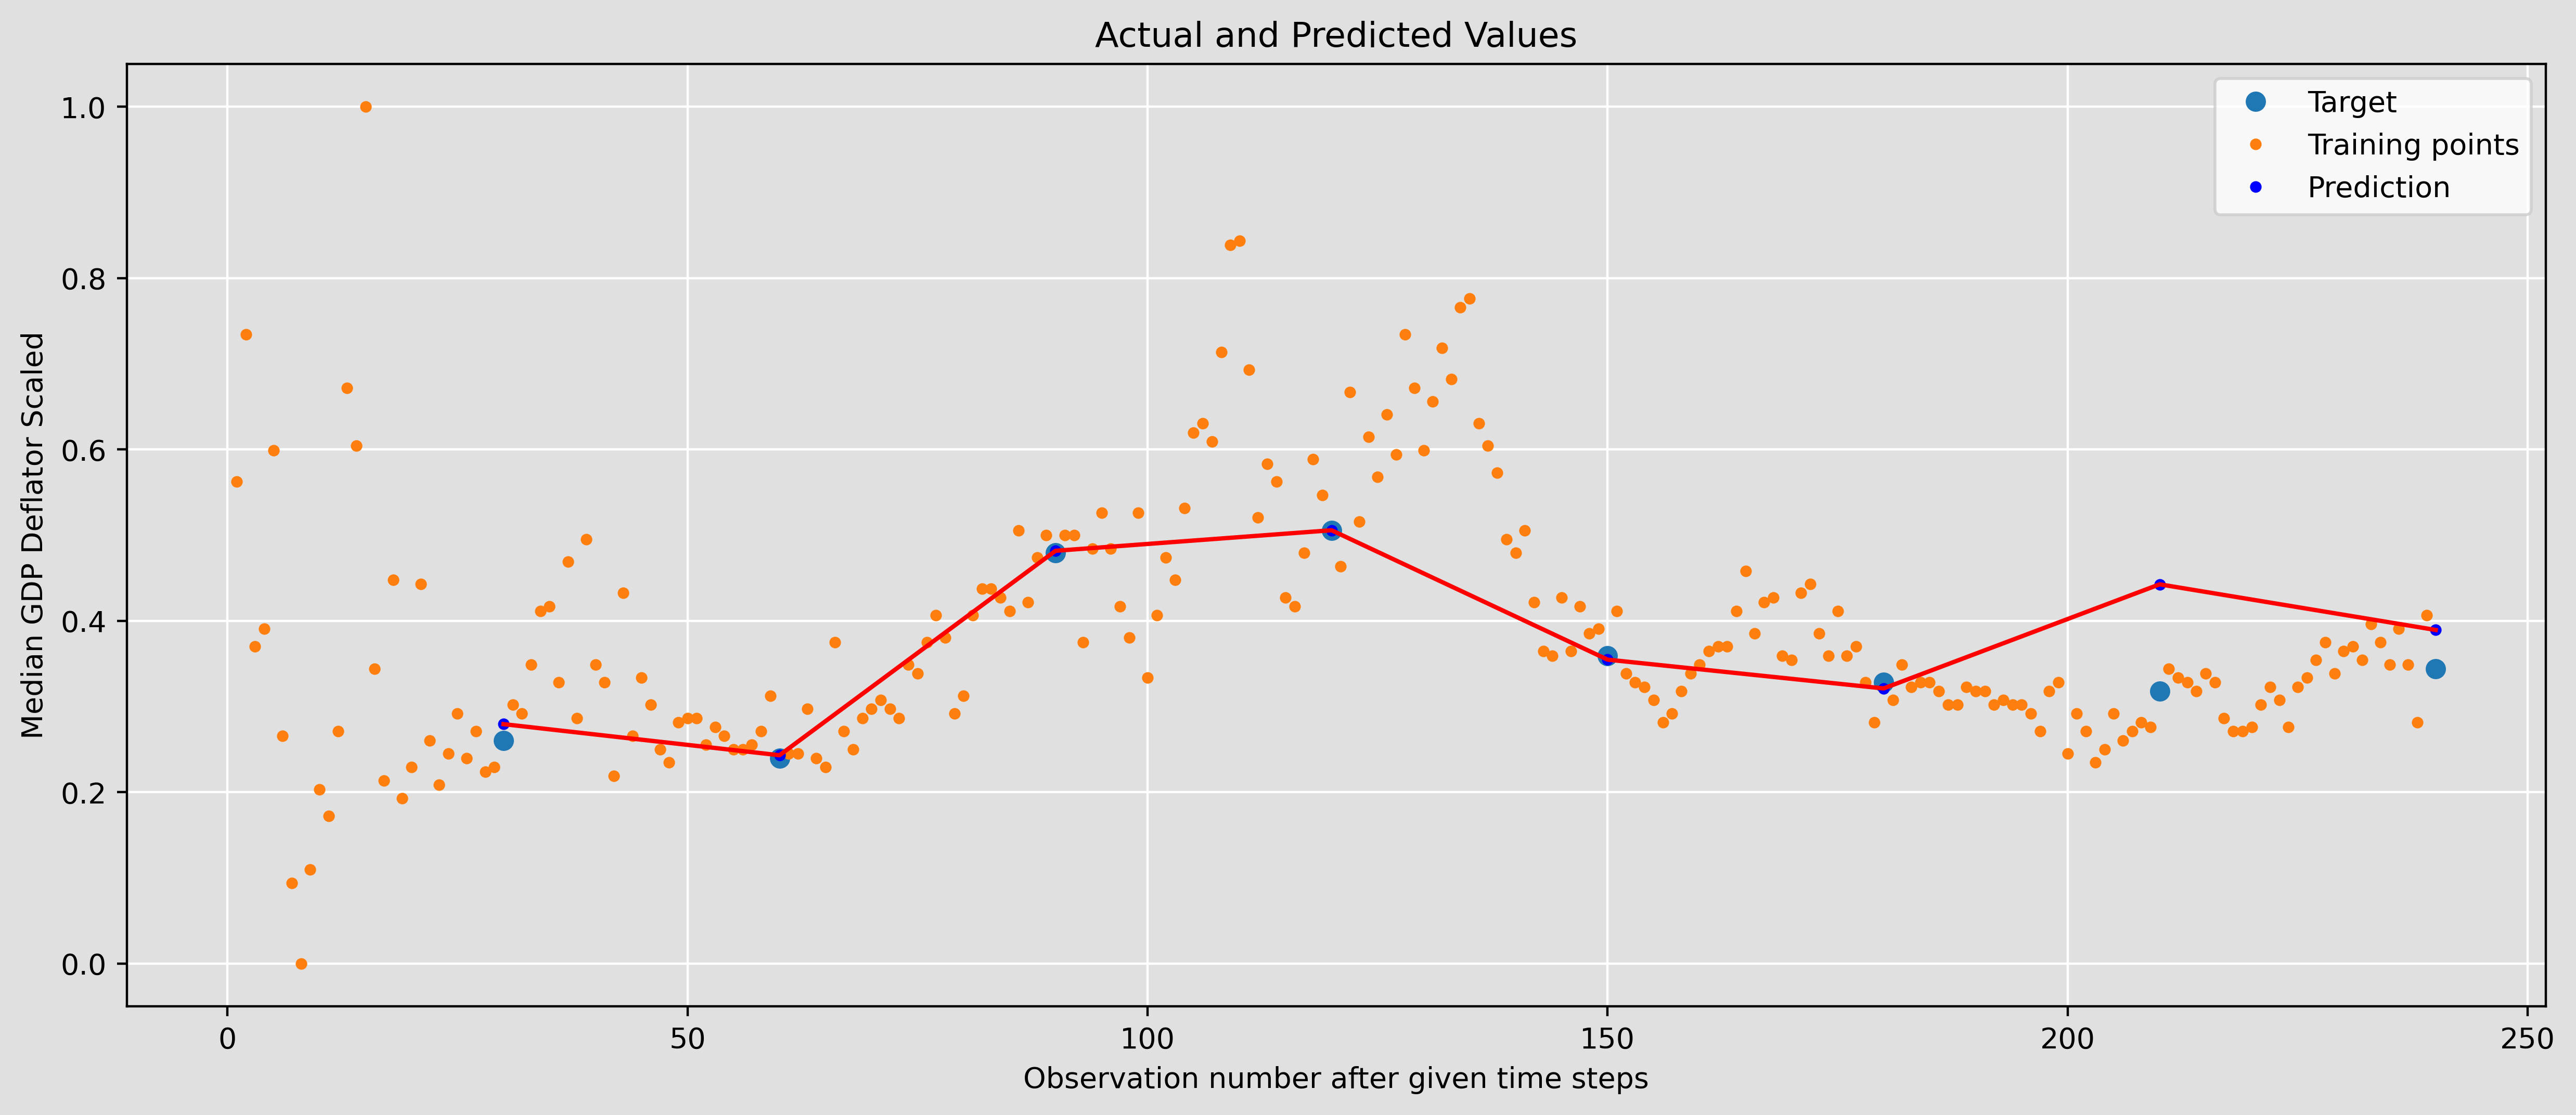 Actual and Predicted Values
Target
Training points
Prediction
Median GDP Deflator Scaled
1.0
0.8
0.6
0.4
0.2
0.0
0
50
100
150
200
250
Observation number after given time steps